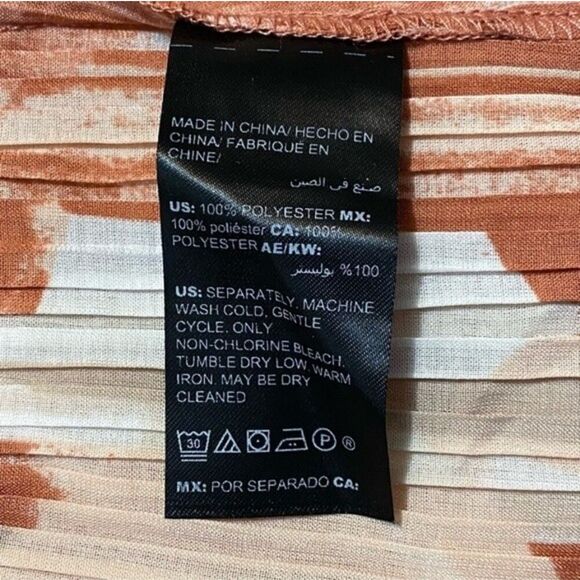 MADE IN CHINA/ HECHO EN
CHINA/ FABRIQUÉ EN
CHINE/
صنع في الصين
US: 100% POLYESTER MX:
100% poliéster CA: 100%
POLYESTER AE/KW:
100% بوليستر
US: SEPARATELY. MACHINE
WASH COLD, GENTLE
CYCLE. ONLY
NON-CHLORINE BLEACH.
TUMBLE DRY LOW. WARM
IRON. MAY BE DRY
CLEANED
30 P ®
MX: POR SEPARADO CA: